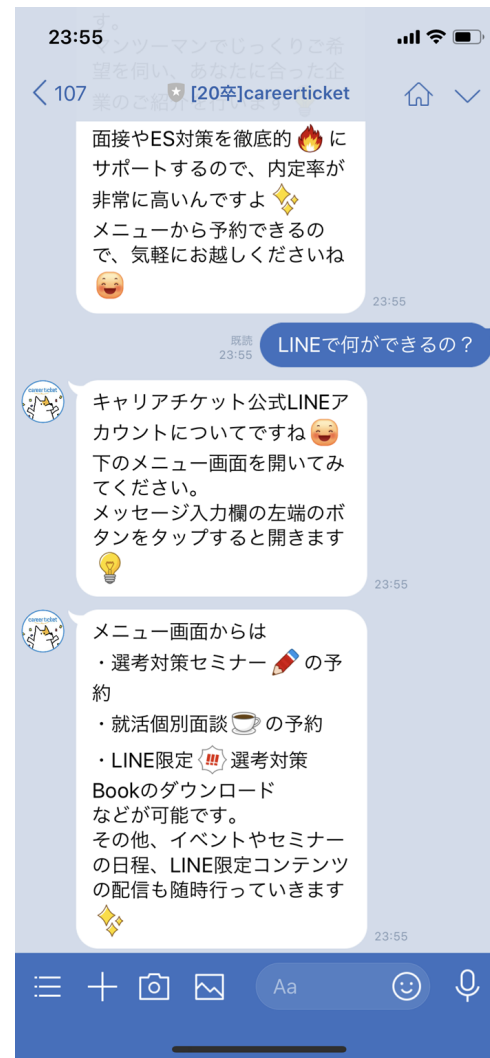 23:55
す。
マンツーマンでじっくりご希
望を伺い、あなたに合った企
業のご紹介を行います
107
[20卒]careerticket
面接やES対策を徹底的🔥に
サポートするので、内定率が
非常に高いんですよ✨
メニューから予約できるの
で、気軽にお越しくださいね
😄
23:55
既読
23:55
LINEで何ができるの？
careerticket
キャリアチケット公式LINEア
カウントについてですね😄
下のメニュー画面を開いてみ
てください。
メッセージ入力欄の左端のボ
タンをタップすると開きます
💡
23:55
careerticket
メニュー画面からは
・選考対策セミナー✏️の予
約
・就活個別面談☕の予約
・LINE限定!!!選考対策
Bookのダウンロード
などが可能です。
その他、イベントやセミナー
の日程、LINE限定コンテンツ
の配信も随時行っていきます
✨
23:55
Aa